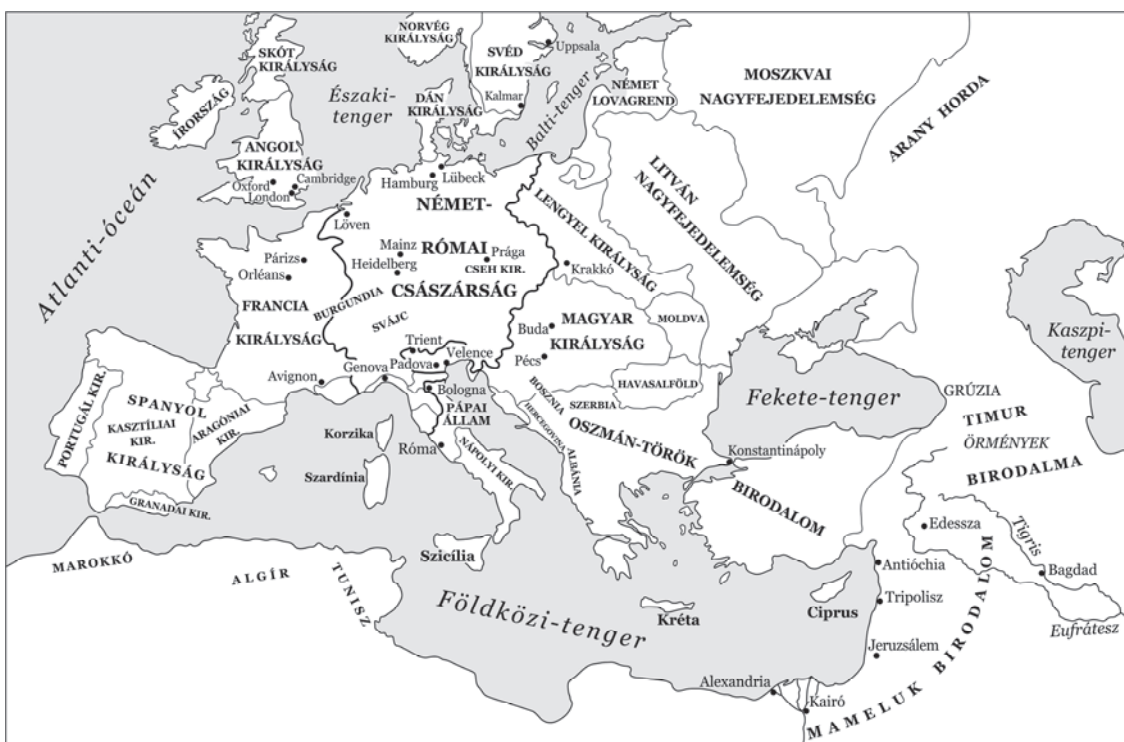 NORVÉG
KIRÁLYSÁG
SKÓT
KIRÁLYSÁG
SVÉD
KIRÁLYSÁG
Uppsala
Kalmar
Balti-tenger
NÉMET
LOVAGREND
MOSZKVAI
NAGYFEJEDELEMSÉG
ARANY HORDA
ÍRORSZÁG
Északi-
tenger
DÁN
KIRÁLYSÁG
ANGOL
KIRÁLYSÁG
Oxford
Cambridge
London
Atlanti-óceán
Hamburg
Lübeck
NÉMET-
RÓMAI
CSÁSZÁRSÁG
Löven
Mainz
Heidelberg
Prága
CSEH KIR.
LENGYEL KIRÁLYSÁG
LITVÁN
NAGYFEJEDELEMSÉG
Krakkó
Párizs
Orléans
FRANCIA
KIRÁLYSÁG
BURGUNDIA
SVÁJC
Trient
Velence
Padova
Genova
Bologna
Avignon
MAGYAR
KIRÁLYSÁG
Buda
Pécs
MOLDVA
HAVASALFÖLD
Kaszpi-
tenger
PORTUGÁL KIR.
SPANYOL
KASZTÍLIAI
KIR.
KIRÁLYSÁG
ARAGÓNIAI
KIR.
GRANADAI KIR.
Korzika
Szardínia
PÁPAI
ÁLLAM
Róma
NÁPOLYI KIR.
Szicília
BOSZNIA
HERCEGOVINA
SZERBIA
ALBÁNIA
OSZMÁN-TÖRÖK
BIRODALOM
Fekete-tenger
Konstantinápoly
GRÚZIA
TIMUR
ÖRMÉNYEK
BIRODALMA
MAROKKÓ
ALGÍR
TUNISZ
Földközi-tenger
Kréta
Ciprus
Edessza
Tigris
Bagdad
Eufrátesz
Antióchia
Tripolisz
Jeruzsálem
Alexandria
Kairó
MAMELUK BIRODALOM